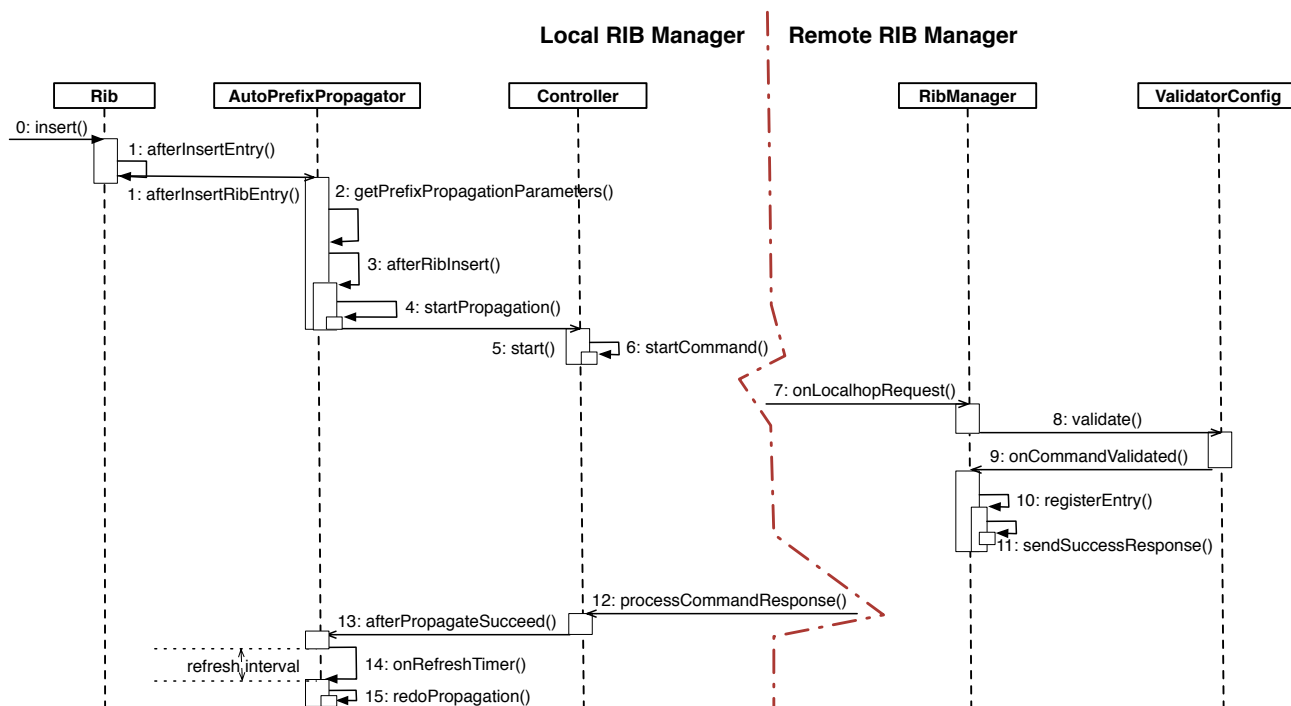 Local RIB Manager
Remote RIB Manager
Rib
AutoPrefixPropagator
Controller
RibManager
ValidatorConfig
0: insert()
1: afterInsertEntry()
1: afterInsertRibEntry()
2: getPrefixPropagationParameters()
3: afterRibInsert()
4: startPropagation()
5: start()
6: startCommand()
7: onLocalhopRequest()
8: validate()
9: onCommandValidated()
10: registerEntry()
11: sendSuccessResponse()
12: processCommandResponse()
13: afterPropagateSucceed()
refresh interval
14: onRefreshTimer()
15: redoPropagation()